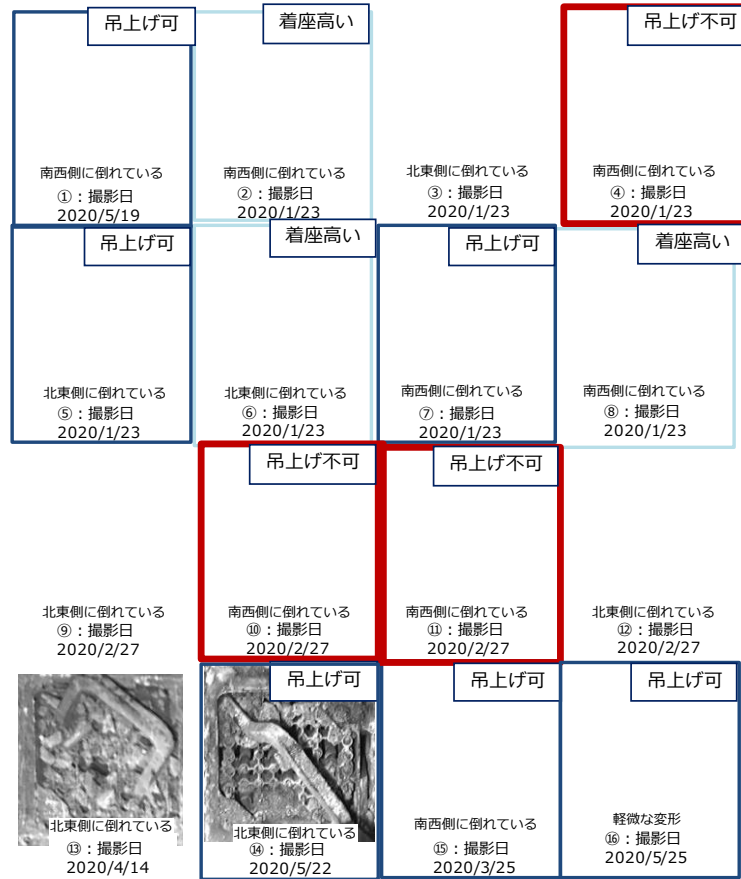 吊上げ可
着座高い
吊上げ不可
南西側に倒れている
①：撮影日
2020/5/19
南西側に倒れている
②：撮影日
2020/1/23
北東側に倒れている
③：撮影日
2020/1/23
南西側に倒れている
④：撮影日
2020/1/23
吊上げ可
着座高い
吊上げ可
着座高い
北東側に倒れている
⑤：撮影日
2020/1/23
北東側に倒れている
⑥：撮影日
2020/1/23
南西側に倒れている
⑦：撮影日
2020/1/23
南西側に倒れている
⑧：撮影日
2020/1/23
吊上げ不可
吊上げ不可
北東側に倒れている
⑨：撮影日
2020/2/27
南西側に倒れている
⑩：撮影日
2020/2/27
南西側に倒れている
⑪：撮影日
2020/2/27
北東側に倒れている
⑫：撮影日
2020/2/27
吊上げ可
吊上げ可
吊上げ可
北東側に倒れている
⑬：撮影日
2020/4/14
北東側に倒れている
⑭：撮影日
2020/5/22
南西側に倒れている
⑮：撮影日
2020/3/25
軽微な変形
⑯：撮影日
2020/5/25